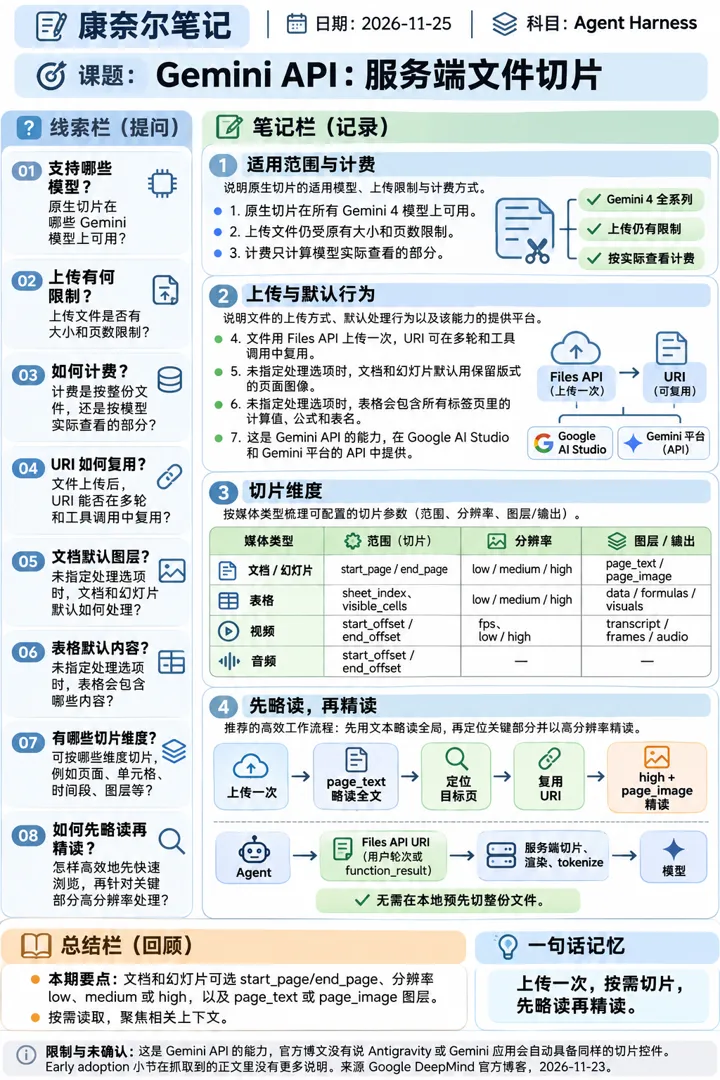 康奈尔笔记
日期：2026-11-25
科目：Agent Harness
课题：Gemini API：服务端文件切片
? 线索栏（提问）
01 支持哪些
模型？
原生切片在
哪些 Gemini
模型上可用？
02 上传有何
限制？
上传文件是否有
大小和页数限制？
03 如何计费？
计费是按整份文
件，还是按模型
实际查看的部分？
04 URI 如何复用？
文件上传后，
URI 能否在多轮
和工具调用中复用？
05 文档默认图层？
未指定处理选项
时，文档和幻灯片
默认如何处理？
06 表格默认内容？
未指定处理选项
时，表格会包含
哪些内容？
07 有哪些切片维度？
可按哪些维度切片，
例如页面、单元格、
时间段、图层等？
08 如何先略读再
精读？
怎样高效地先快速
浏览，再针对关键
部分高分辨率处理？
笔记栏（记录）
1 适用范围与计费
说明原生切片的适用模型、上传限制与计费方式。
1. 原生切片在所有 Gemini 4 模型上可用。
2. 上传文件仍受原有大小和页数限制。
3. 计费只计算模型实际查看的部分。
Gemini 4 全系列
上传仍有限制
按实际查看计费
2 上传与默认行为
说明文件的上传方式、默认处理行为以及该能力的提供平台。
4. 文件用 Files API 上传一次，URI 可在多轮和工具
调用中复用。
5. 未指定处理选项时，文档和幻灯片默认用保留版式
的页面图像。
6. 未指定处理选项时，表格会包含所有标签页里的
计算值、公式和表名。
7. 这是 Gemini API 的能力，在 Google AI Studio
和 Gemini 平台的 API 中提供。
Files API
（上传一次）
URI
（可复用）
Google
AI Studio
Gemini 平台
（API）
3 切片维度
按媒体类型梳理可配置的切片参数（范围、分辨率、图层/输出）。
媒体类型 范围（切片） 分辨率 图层 / 输出
文档 / 幻灯片 start_page / end_page low / medium / high page_text /
page_image
表格 sheet_index、
visible_cells low / medium / high data / formulas /
visuals
视频 start_offset /
end_offset fps、
low / high transcript /
frames / audio
音频 start_offset /
end_offset — —
4 先略读，再精读
推荐的高效工作流程：先用文本略读全局，再定位关键部分并以高分辨率精读。
上传一次
page_text
略读全文
定位
目标页
复用
URI
high +
page_image
精读
Agent
Files API URI
（用户轮次或
function_result）
服务端切片、
渲染、tokenize
模型
无需在本地预先切整份文件。
总结栏（回顾）
本期要点：文档和幻灯片可选 start_page/end_page、分辨率
low、medium 或 high，以及 page_text 或 page_image 图层。
按需读取，聚焦相关上下文。
一句话记忆
上传一次，按需切片，
先略读再精读。
限制与未确认：这是 Gemini API 的能力，官方博文没有说 Antigravity 或 Gemini 应用会自动具备同样的切片控件。
Early adoption 小节在抓取到的正文里没有更多说明。来源 Google DeepMind 官方博客，2026-11-23。